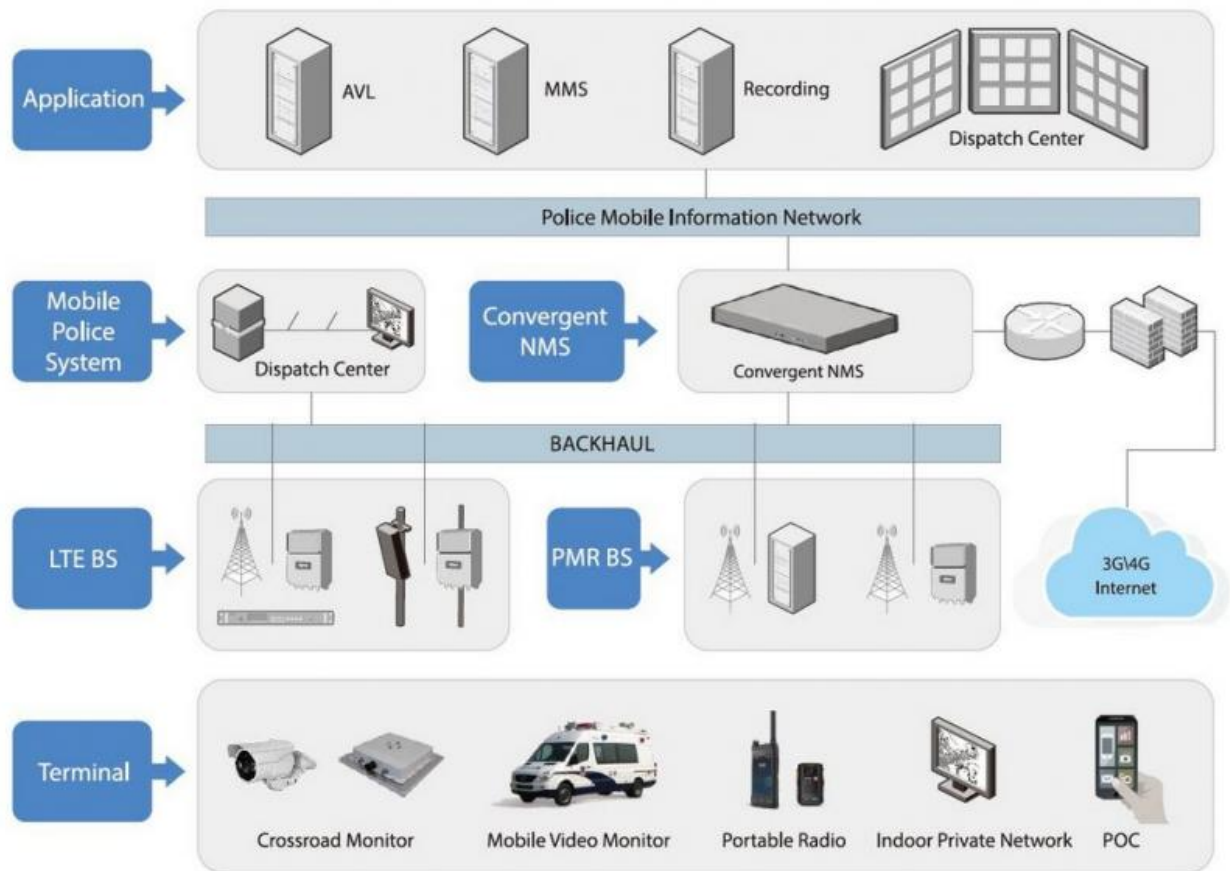 Application
AVL
MMS
Recording
Dispatch Center
Police Mobile Information Network
Mobile
Police
System
Dispatch Center
Convergent
NMS
Convergent NMS
BACKHAUL
LTE BS
PMR BS
3G\4G
Internet
Terminal
Crossroad Monitor
Mobile Video Monitor
Portable Radio
Indoor Private Network
POC